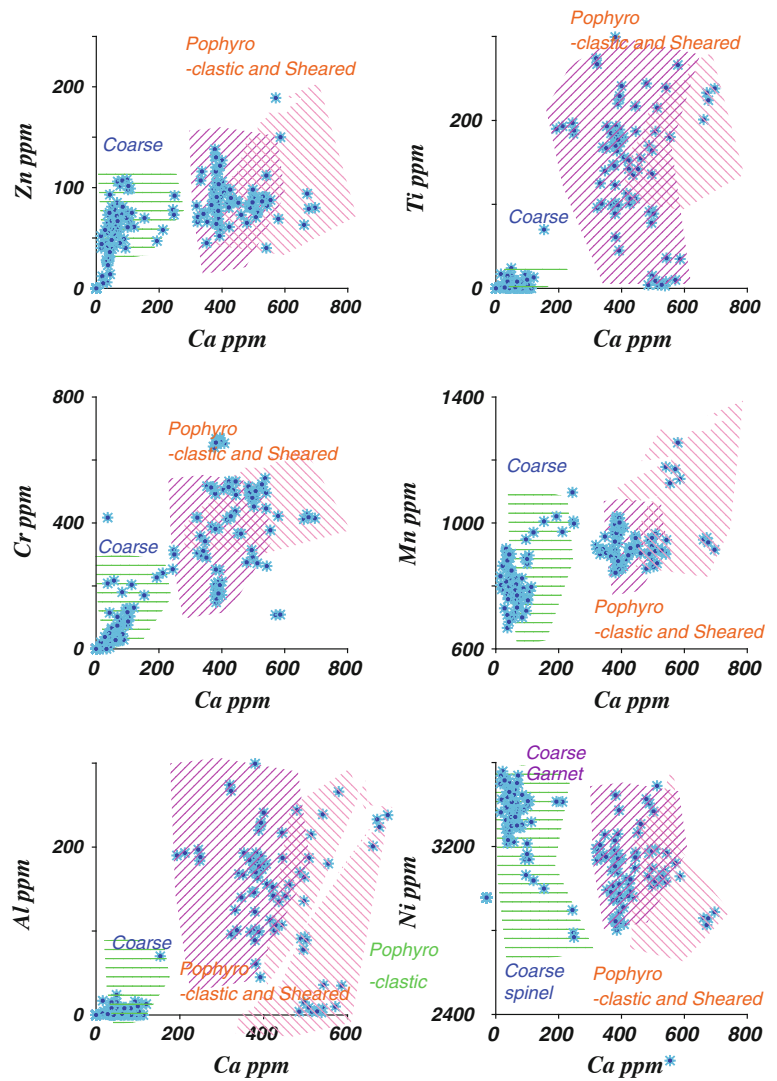 Pophyro
-clastic and Sheared
200
Coarse
100
Zn ppm
0
0
200
400
600
800
Ca ppm
Pophyro
-clastic and Sheared
200
Coarse
Ti ppm
0
0
200
400
600
800
Ca ppm
800
Pophyro
-clastic and Sheared
400
Coarse
Cr ppm
0
0
200
400
600
800
Ca ppm
1400
Coarse
1000
Mn ppm
Pophyro
-clastic and Sheared
600
0
200
400
600
800
Ca ppm
200
Al ppm
Coarse
Pophyro
-clastic and Sheared
Pophyro
-clastic
0
0
200
400
600
Ca ppm
Coarse
Garnet
3200
Ni ppm
Coarse
spinel
Pophyro
-clastic and Sheared
2400
0
200
400
600
800
Ca ppm